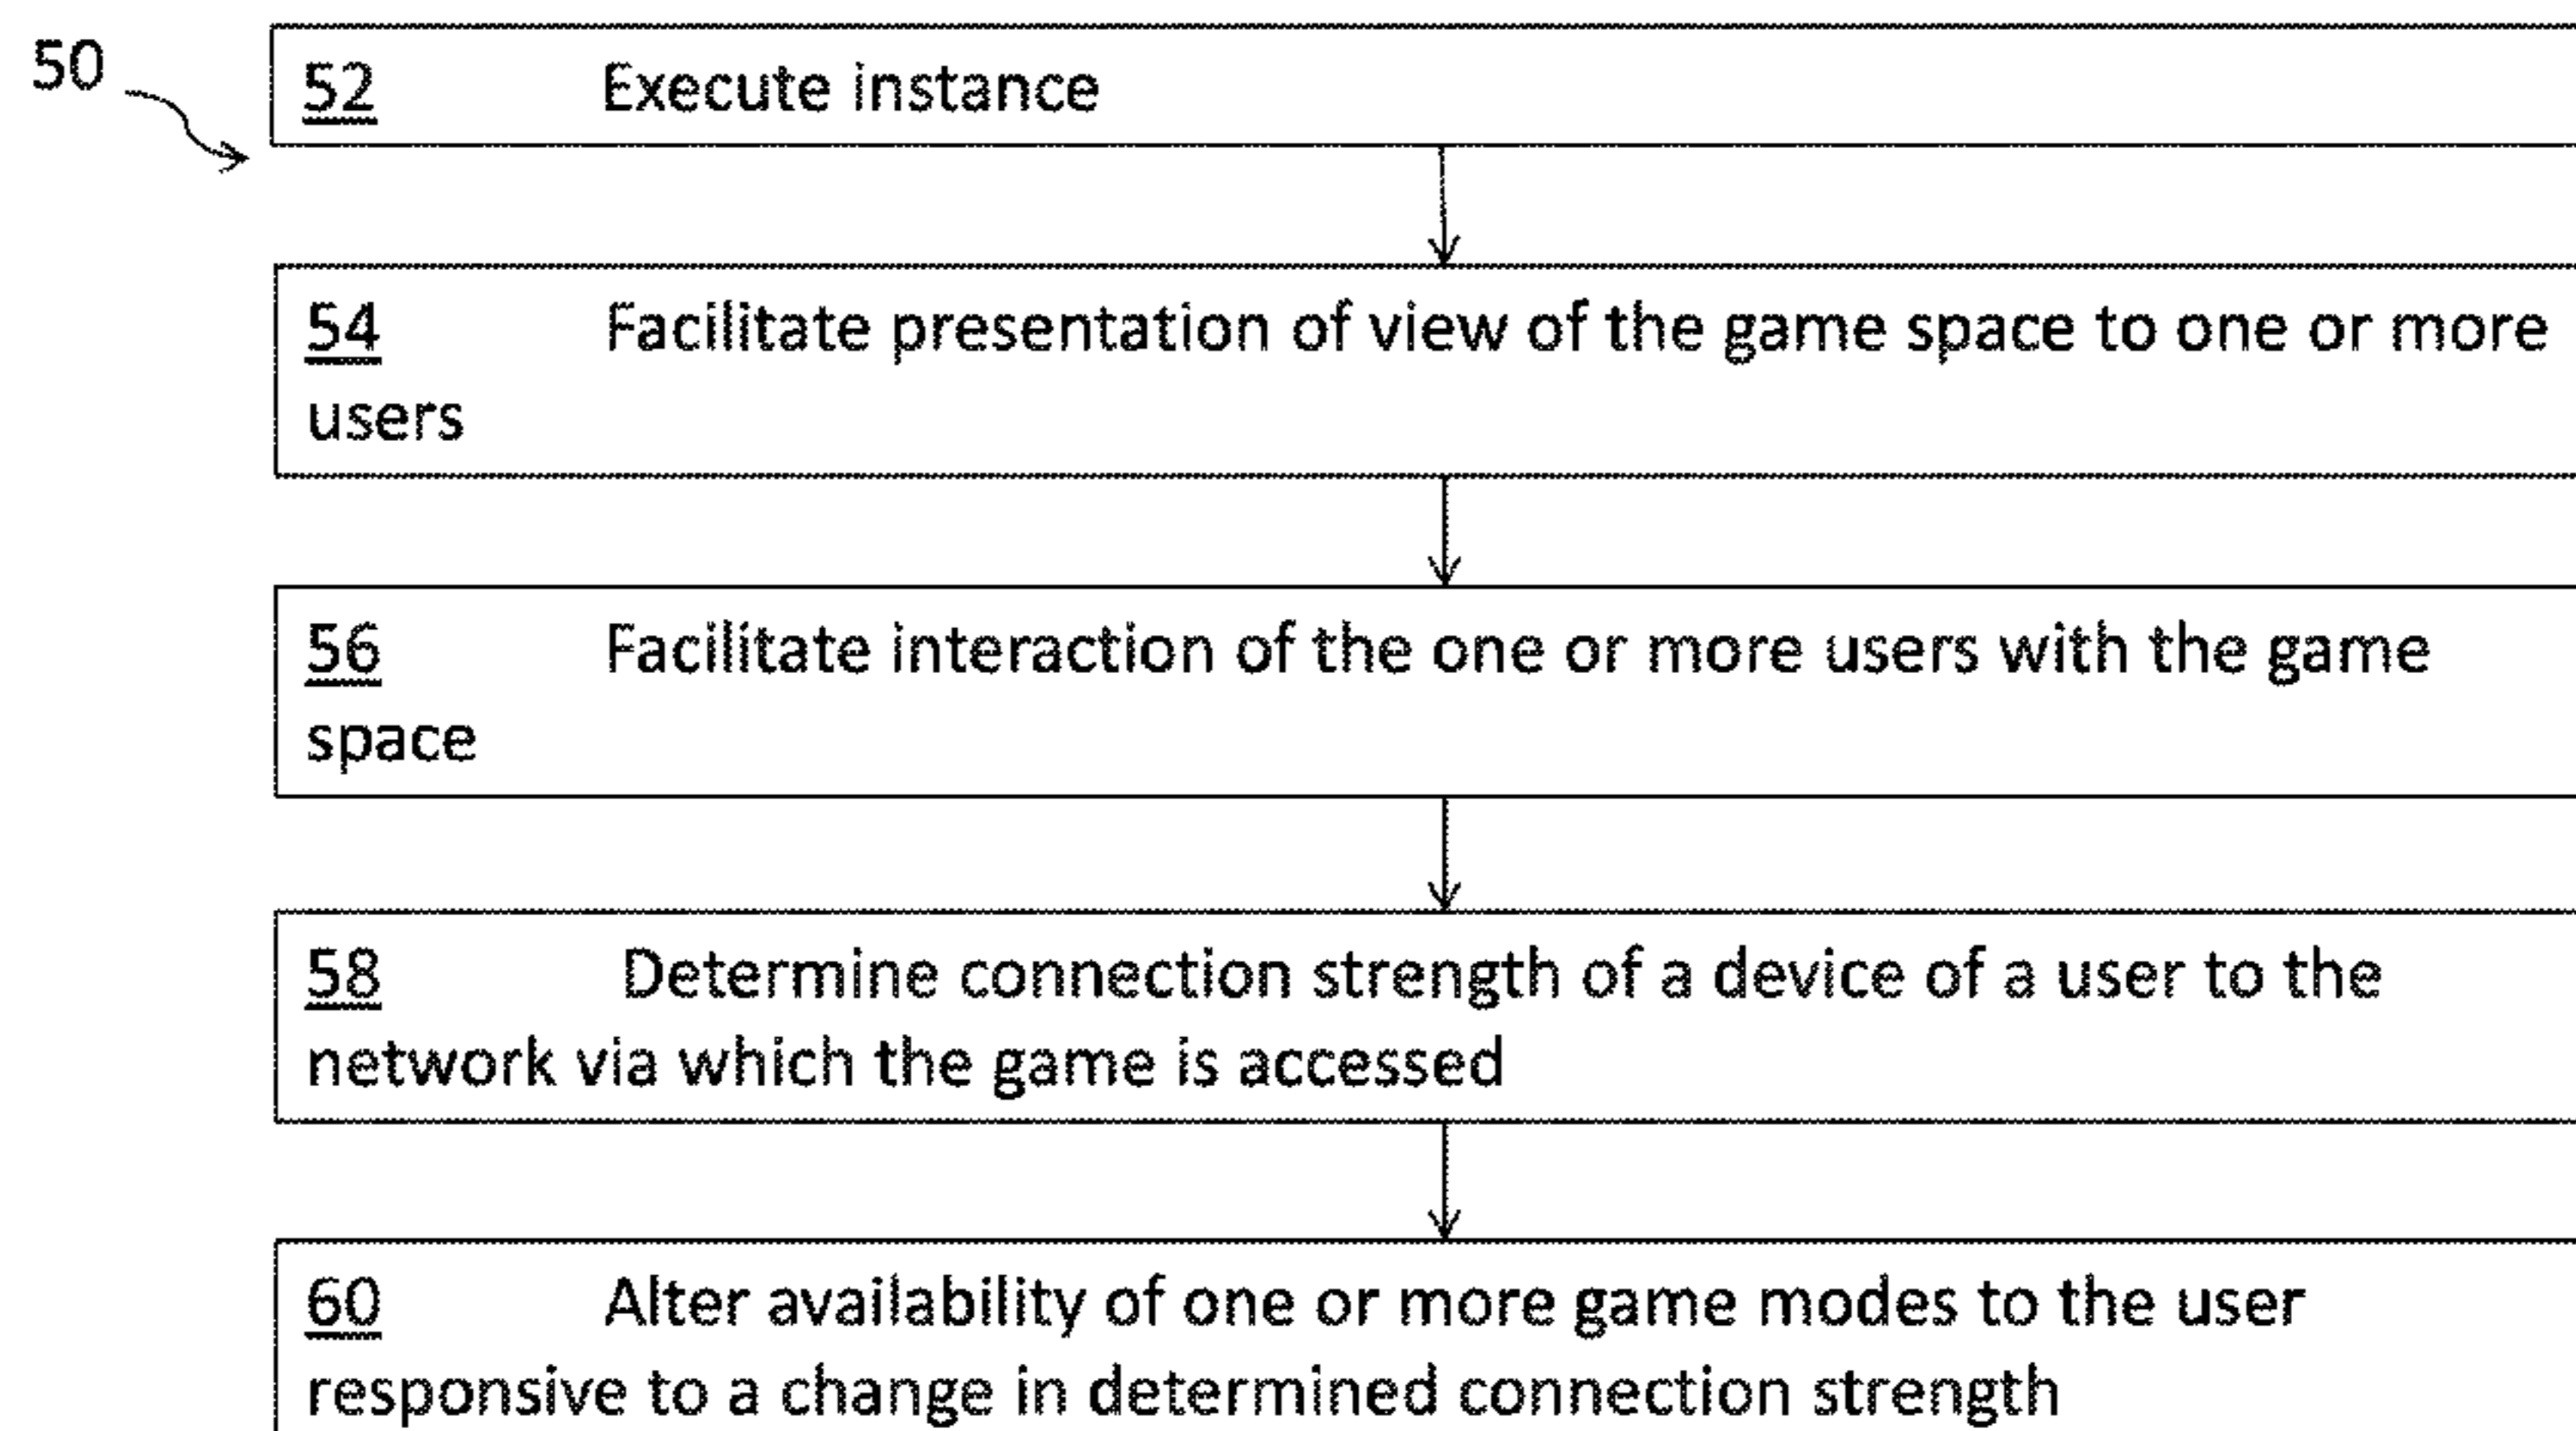 50
52 Execute instance
54 Facilitate presentation of view of the game space to one or more
users
56 Facilitate interaction of the one or more users with the game
space
58 Determine connection strength of a device of a user to the
network via which the game is accessed
60 Alter availability of one or more game modes to the user
responsive to a change in determined connection strength